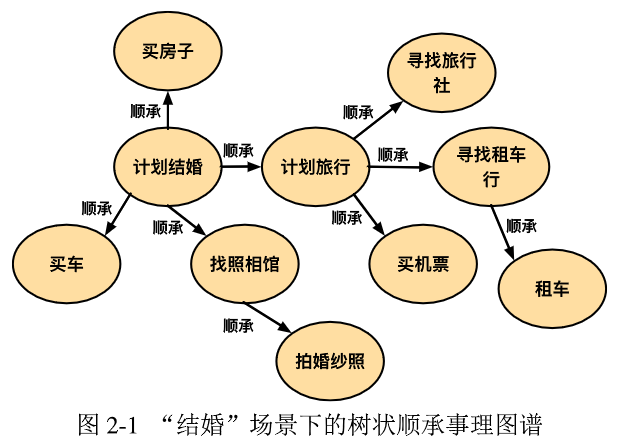 买房子
寻找旅行
社
顺承
顺承
计划结婚
顺承
计划旅行
顺承
寻找租车
行
顺承
顺承
顺承
顺承
买车
找照相馆
买机票
租车
顺承
拍婚纱照
图 2-1 “结婚”场景下的树状顺承事理图谱